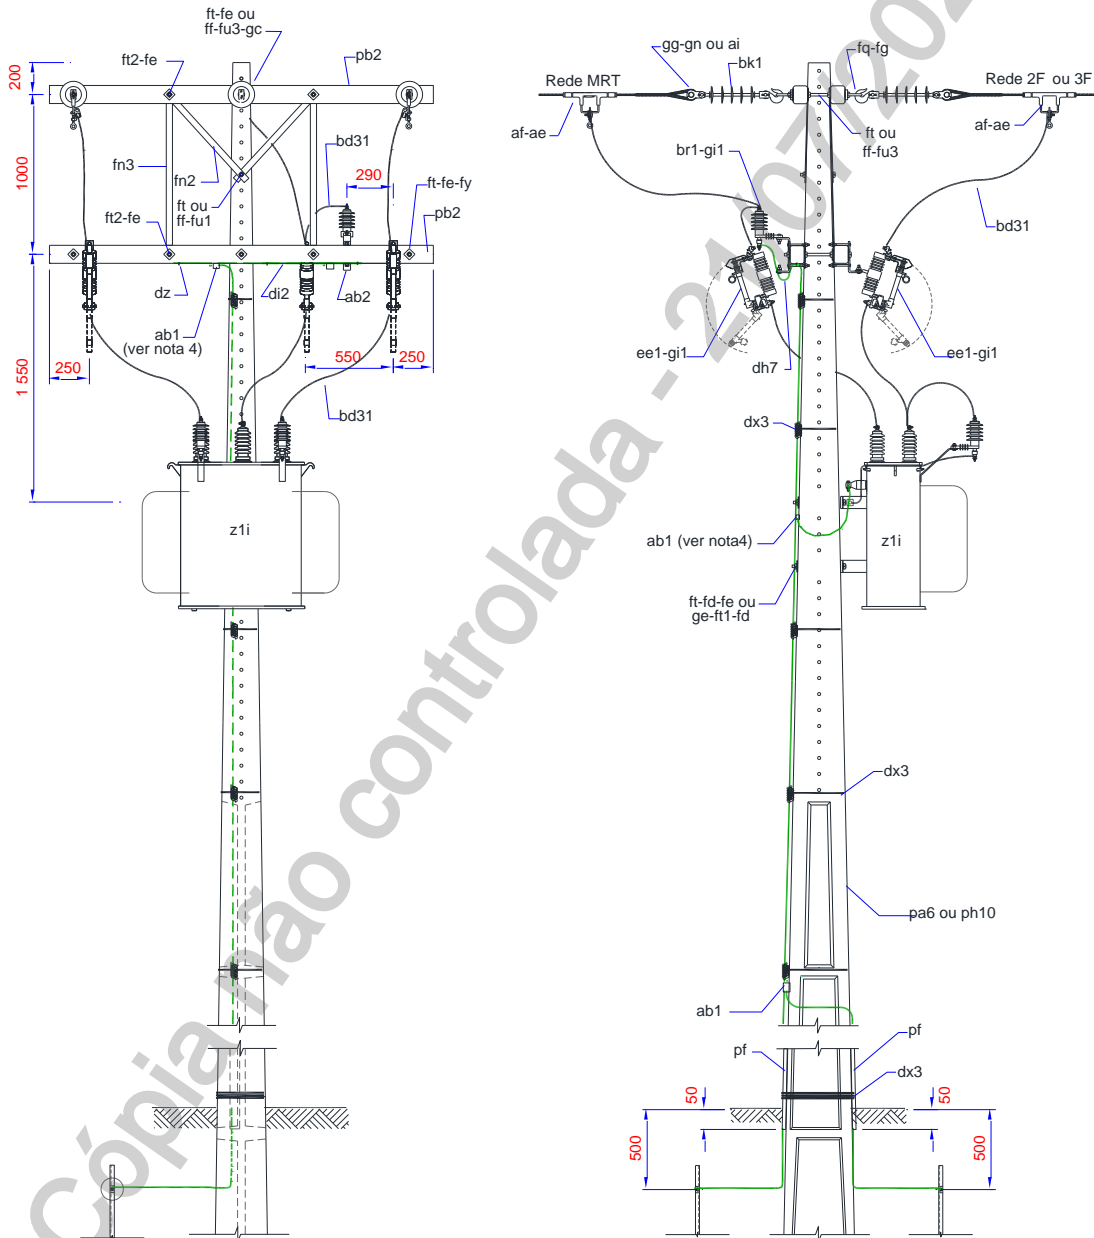 ft-fe ou
ff-fu3-gc
ft2-fe
pb2
200
1000
fn3
fn2
bd31
290
ft ou
ff-fu1
ft-fe-fy
pb2
ft2-fe
dz
di2
ab2
ab1
(ver nota 4)
250
550
250
1 550
bd31
z1i
gg-gn ou ai
bk1
fq-fg
Rede MRT
Rede 2F ou 3F
af-ae
af-ae
ft ou
ff-fu3
br1-gi1
bd31
ee1-gi1
ee1-gi1
dh7
dx3
ab1 (ver nota4)
z1i
ft-fd-fe ou
ge-ft1-fd
dx3
pa6 ou ph10
ab1
pf
pf
dx3
50
50
500
500
Cópia não controlada - 21/07/202